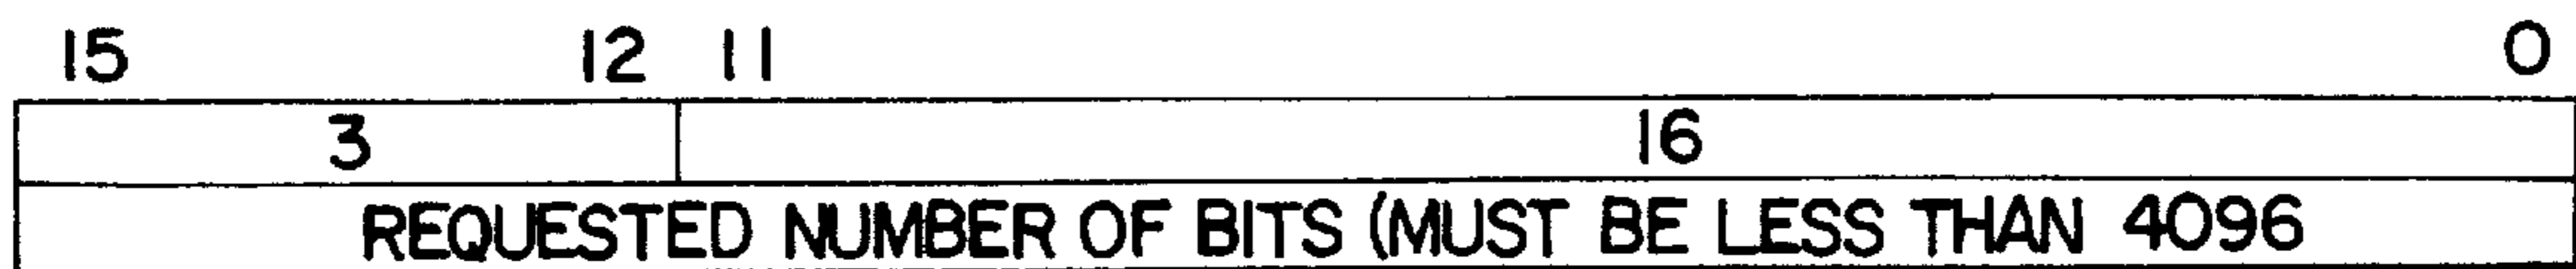 15 12 11 0
3 16
REQUESTED NUMBER OF BITS (MUST BE LESS THAN 4096